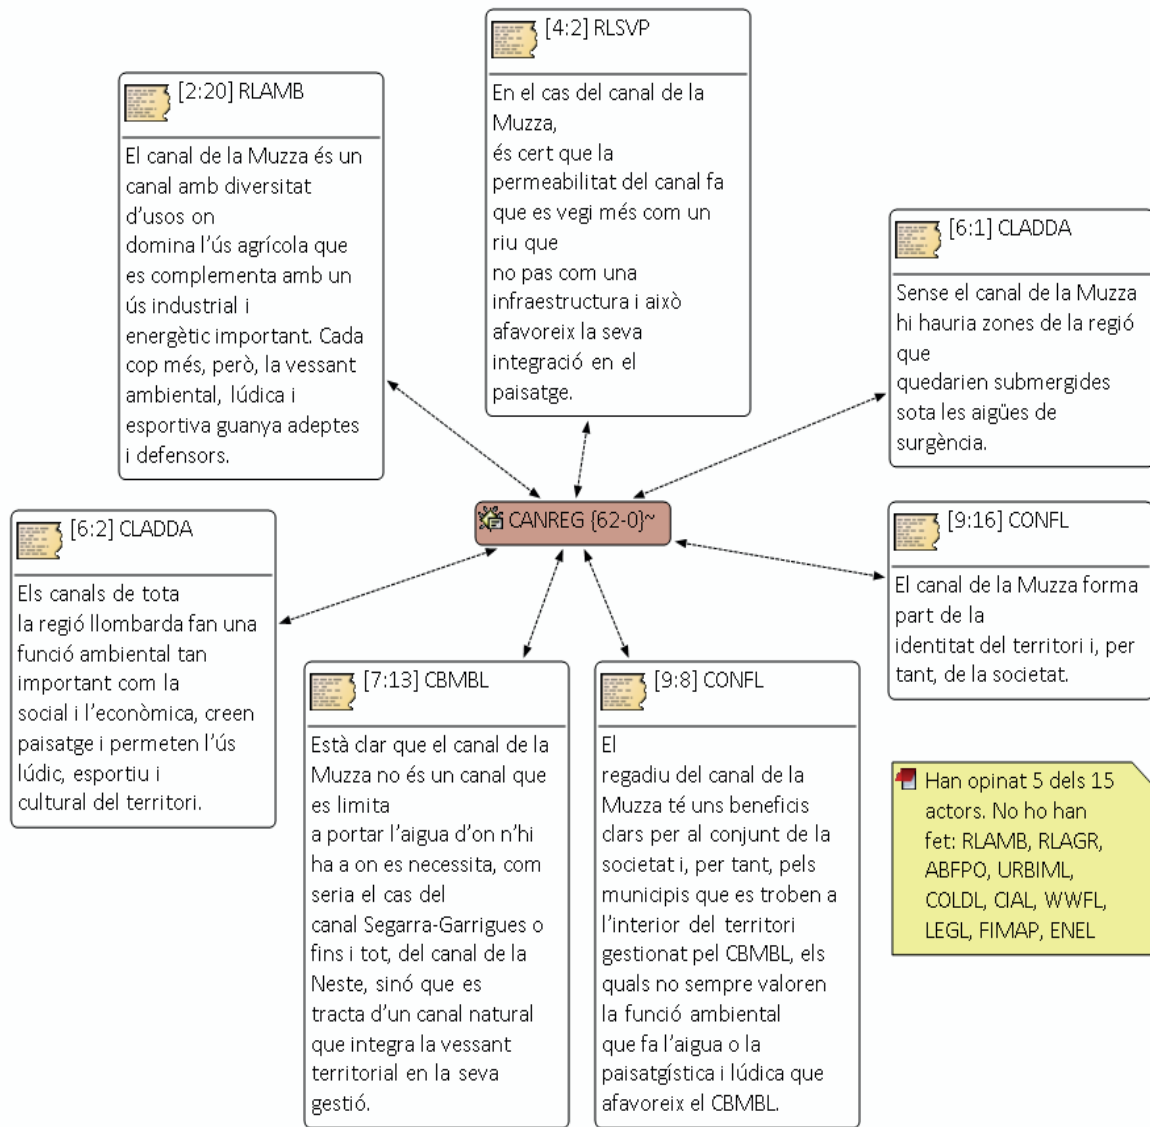 [4:2] RLSVP
En el cas del canal de la
Muzza,
és cert que la
permeabilitat del canal fa
que es vegi més com un
riu que
no pas com una
infraestructura i això
afavoreix la seva
integració en el
paisatge.
[2:20] RLAMB
El canal de la Muzza és un
canal amb diversitat
d'usos on
domina l'ús agrícola que
es complementa amb un
ús industrial i
energètic important. Cada
cop més, però, la vessant
ambiental, lúdica i
esportiva guanya adeptes
i defensors.
[6:1] CLADDA
Sense el canal de la Muzza
hi hauria zones de la regió
que
quedarien submergides
sota les aigües de
surgència.
CANREG {62-0}~
[9:16] CONFL
El canal de la Muzza forma
part de la
identitat del territori i, per
tant, de la societat.
[6:2] CLADDA
Els canals de tota
la regió llombarda fan una
funció ambiental tan
important com la
social i l'econòmica, creen
paisatge i permeten l'ús
lúdic, esportiu i
cultural del territori.
[7:13] CBMBL
Està clar que el canal de la
Muzza no és un canal que
es limita
a portar l'aigua d'on n'hi
ha a on es necessita, com
seria el cas del
canal Segarra-Garrigues o
fins i tot, del canal de la
Neste, sinó que es
tracta d'un canal natural
que integra la vessant
territorial en la seva
gestió.
[9:8] CONFL
El
regadiu del canal de la
Muzza té uns beneficis
clars per al conjunt de la
societat i, per tant, pels
municipis que es troben a
l'interior del territori
gestionat pel CBMBL, els
quals no sempre valoren
la funció ambiental
que fa l'aigua o la
paisatgística i lúdica que
afavoreix el CBMBL.
Han opinat 5 dels 15
actors. No ho han
fet: RLAMB, RLAGR,
ABFPO, URBIML,
COLDL, CIAL, WWFL,
LEGL, FIMAP, ENEL